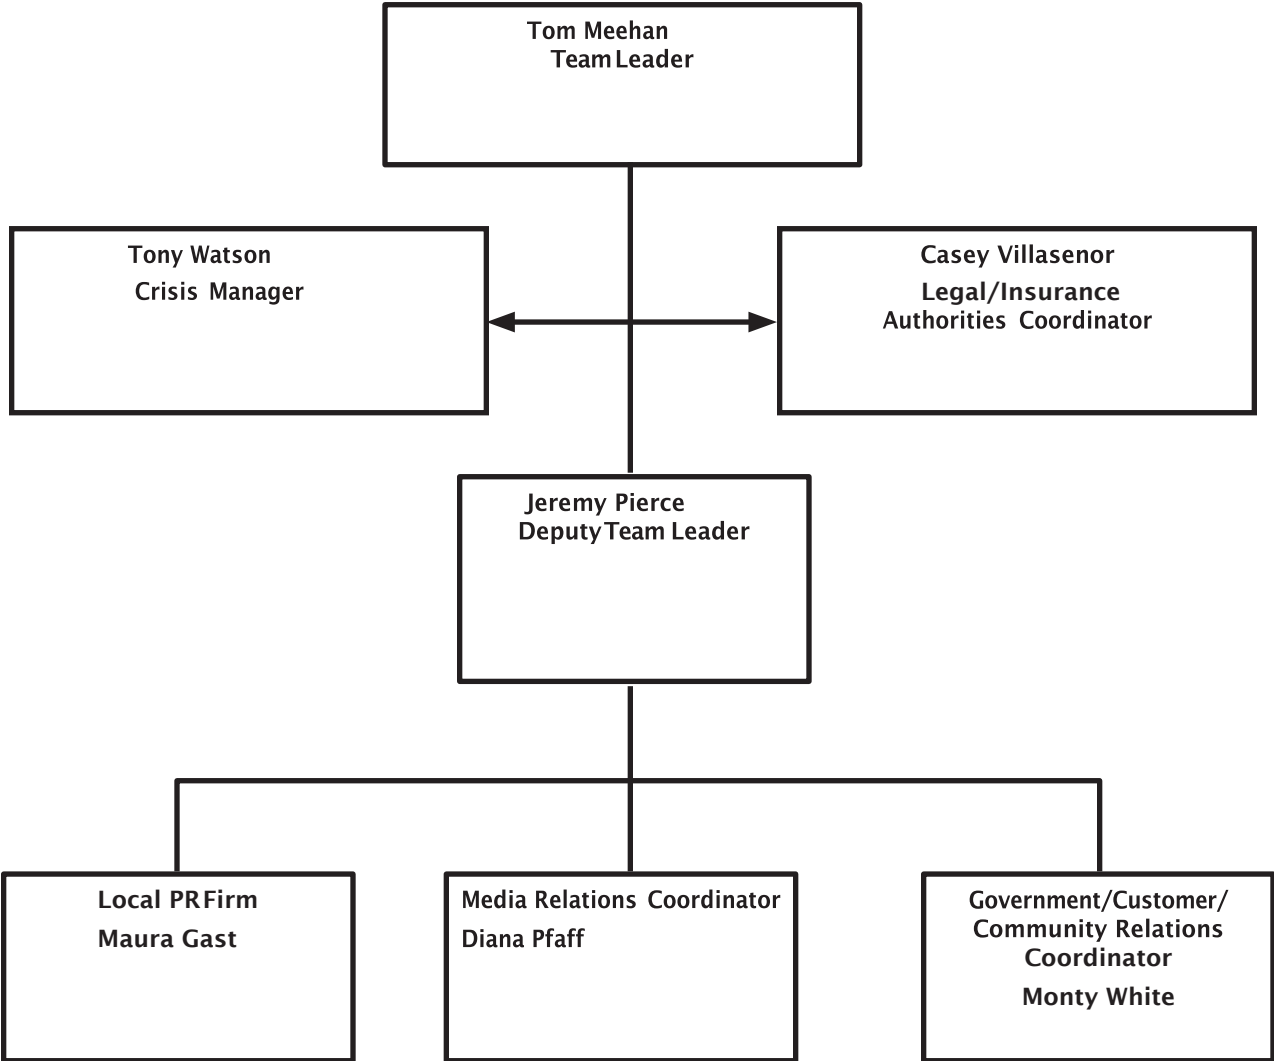 Tom Meehan
Team Leader
Tony Watson
Crisis Manager
Casey Villasenor
Legal/Insurance
Authorities Coordinator
Jeremy Pierce
Deputy Team Leader
Local PR Firm
Maura Gast
Media Relations Coordinator
Diana Pfaff
Government/Customer/
Community Relations
Coordinator
Monty White